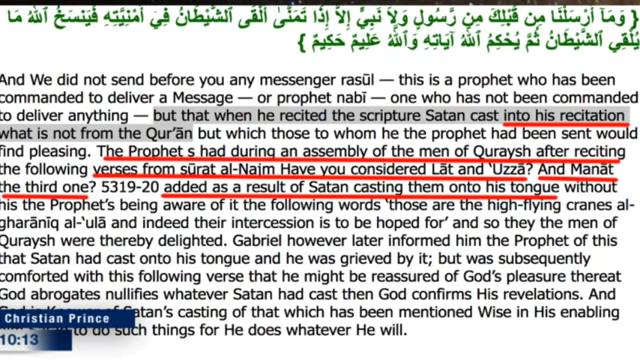 { وَمَآ أَرْسَلْنَا مِن قَبْلِكَ مِن رَّسُولٍ وَلَا نَبِيٍّ إِلاَّ إِذَا تَمَنَّىٰ أَلْقَى ٱلشَّيْطَانُ فِيۤ أُمْنِيَّتِهِ فَيَنسَخُ ٱللَّهُ مَا
يُلْقِي ٱلشَّيْطَانُ ثُمَّ يُحْكِمُ ٱللَّهُ آيَاتِهِ وَٱللَّهُ عَلِيمٌ حَكِيمٌ }
And We did not send before you any messenger rasūl — this is a prophet who has been
commanded to deliver a Message — or prophet nabī — one who has not been commanded
to deliver anything — but that when he recited the scripture Satan cast into his recitation
what is not from the Qur'ān but which those to whom he the prophet had been sent would
find pleasing. The Prophet s had during an assembly of the men of Quraysh after reciting
the following verses from sūrat al-Najm Have you considered Lāt and 'Uzzā? And Manāt
the third one? 5319-20 added as a result of Satan casting them onto his tongue without
his the Prophet's being aware of it the following words 'those are the high-flying cranes al-
gharānīq al-'ulā and indeed their intercession is to be hoped for' and so they the men of
Quraysh were thereby delighted. Gabriel however later informed him the Prophet of this
that Satan had cast onto his tongue and he was grieved by it; but was subsequently
comforted with this following verse that he might be reassured of God's pleasure thereat
God abrogates nullifies whatever Satan had cast then God confirms His revelations. And
Satan's casting of that which has been mentioned Wise in His enabling
to do such things for He does whatever He will.
Christian Prince
10:13